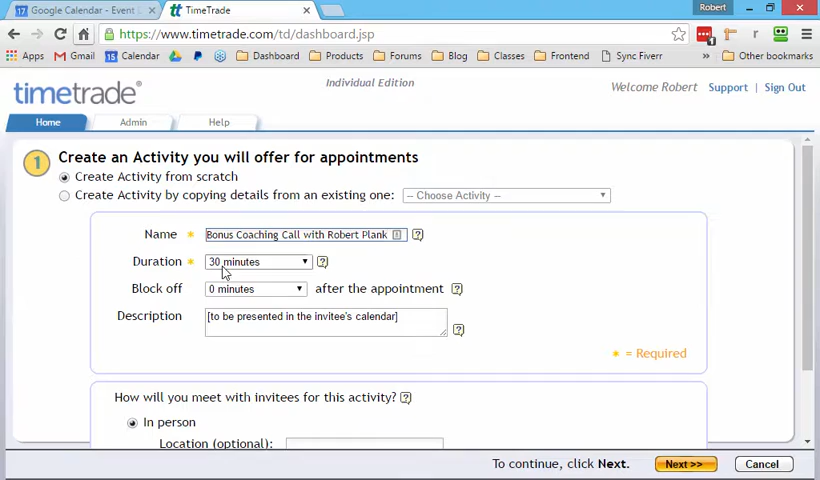 Robert
Google Calendar - Event D
TimeTrade
https://www.timetrade.com/td/dashboard.jsp
Apps Gmail Calendar Dashboard Products Forums Blog Classes Frontend Sync Fiverr » Other bookmarks
timetrade® Individual Edition Welcome Robert Support | Sign Out
Home Admin Help
1 Create an Activity you will offer for appointments
Create Activity from scratch
Create Activity by copying details from an existing one: -- Choose Activity --
Name * Bonus Coaching Call with Robert Plank ?
Duration * 30 minutes ?
Block off 0 minutes after the appointment ?
Description [to be presented in the invitee's calendar] ?
* = Required
How will you meet with invitees for this activity? ?
In person
Location (optional):
To continue, click Next. Next >> Cancel